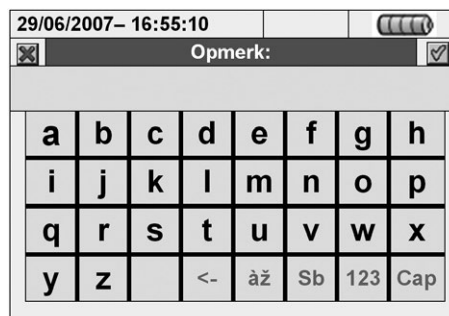 29/06/2007– 16:55:10
Opmerk:
a b c d e f g h
i j k l m n o p
q r s t u v w x
y z <- àž Sb 123 Cap